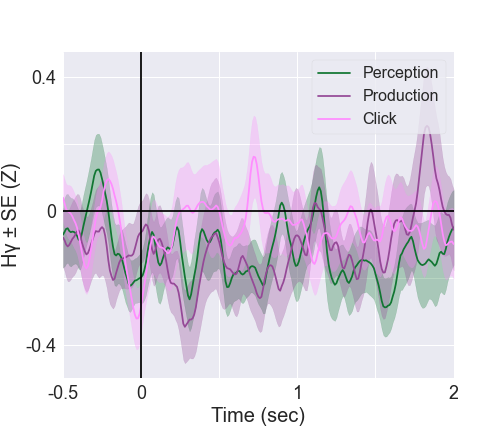 Perception
Production
Click
0.4
0
-0.4
Hγ ± SE (Z)
-0.5 0 1 2
Time (sec)